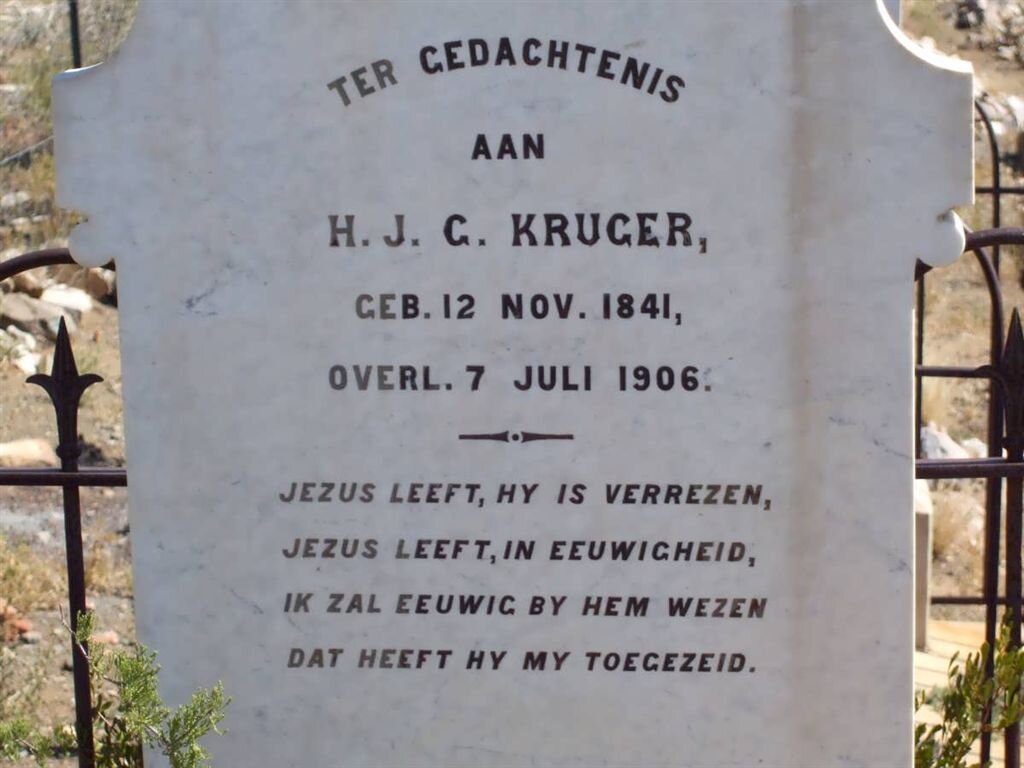 TER GEDACHTENIS
AAN
H. J. G. KRUGER,
GEB. 12 NOV. 1841,
OVERL. 7 JULI 1906.
JEZUS LEEFT, HY IS VERREZEN,
JEZUS LEEFT, IN EEUWIGHEID,
IK ZAL EEUWIG BY HEM WEZEN
DAT HEEFT HY MY TOEGEZEID.